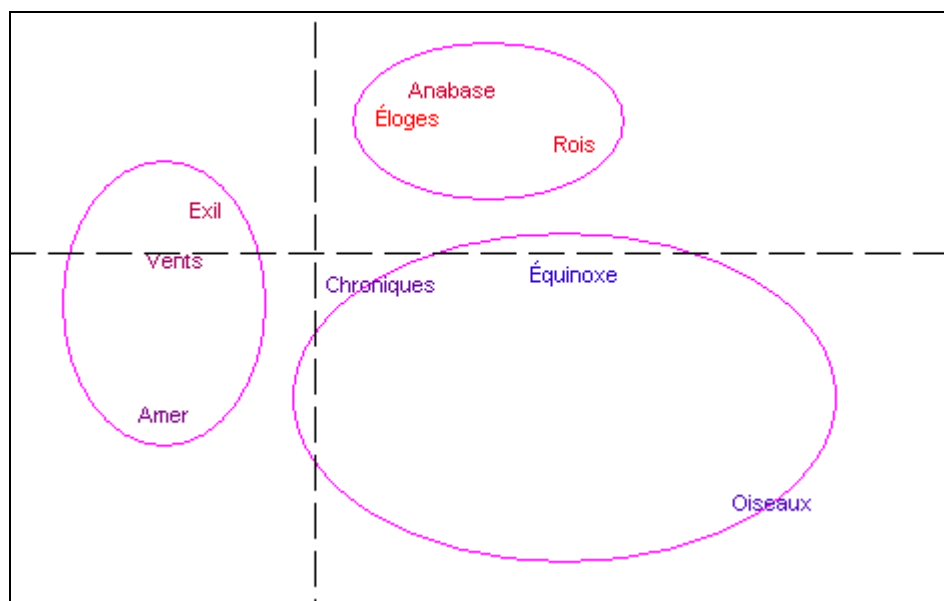 Anabase
Éloges
Rois
Exil
Vents
Équinoxe
Chroniques
Amer
Oiseaux